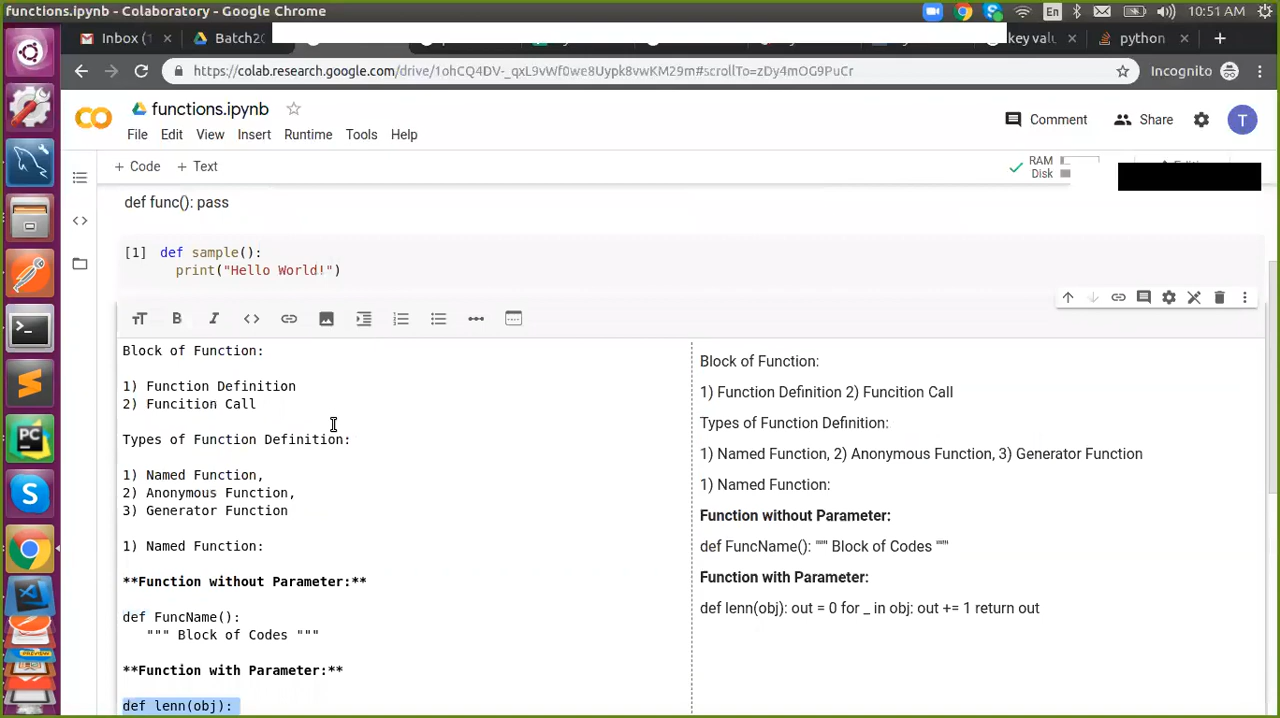 functions.ipynb - Colaboratory - Google Chrome
En
10:51 AM
Inbox (1
Batch20
key valu
python
https://colab.research.google.com/drive/1ohCQ4DV-_qxL9vWf0we8Uypk8vwKM29m#scrollTo=zDy4mOG9PuCr
Incognito
functions.ipynb
Comment
Share
T
File Edit View Insert Runtime Tools Help
+ Code + Text
RAM
Disk
def func(): pass
[1] def sample():
print("Hello World!")
Block of Function:
1) Function Definition
2) Funcition Call
Types of Function Definition:
1) Named Function,
2) Anonymous Function,
3) Generator Function
1) Named Function:
**Function without Parameter:**
def FuncName():
""" Block of Codes """
**Function with Parameter:**
def lenn(obj):
Block of Function:
1) Function Definition 2) Funcition Call
Types of Function Definition:
1) Named Function, 2) Anonymous Function, 3) Generator Function
1) Named Function:
Function without Parameter:
def FuncName(): """ Block of Codes """
Function with Parameter:
def lenn(obj): out = 0 for _ in obj: out += 1 return out